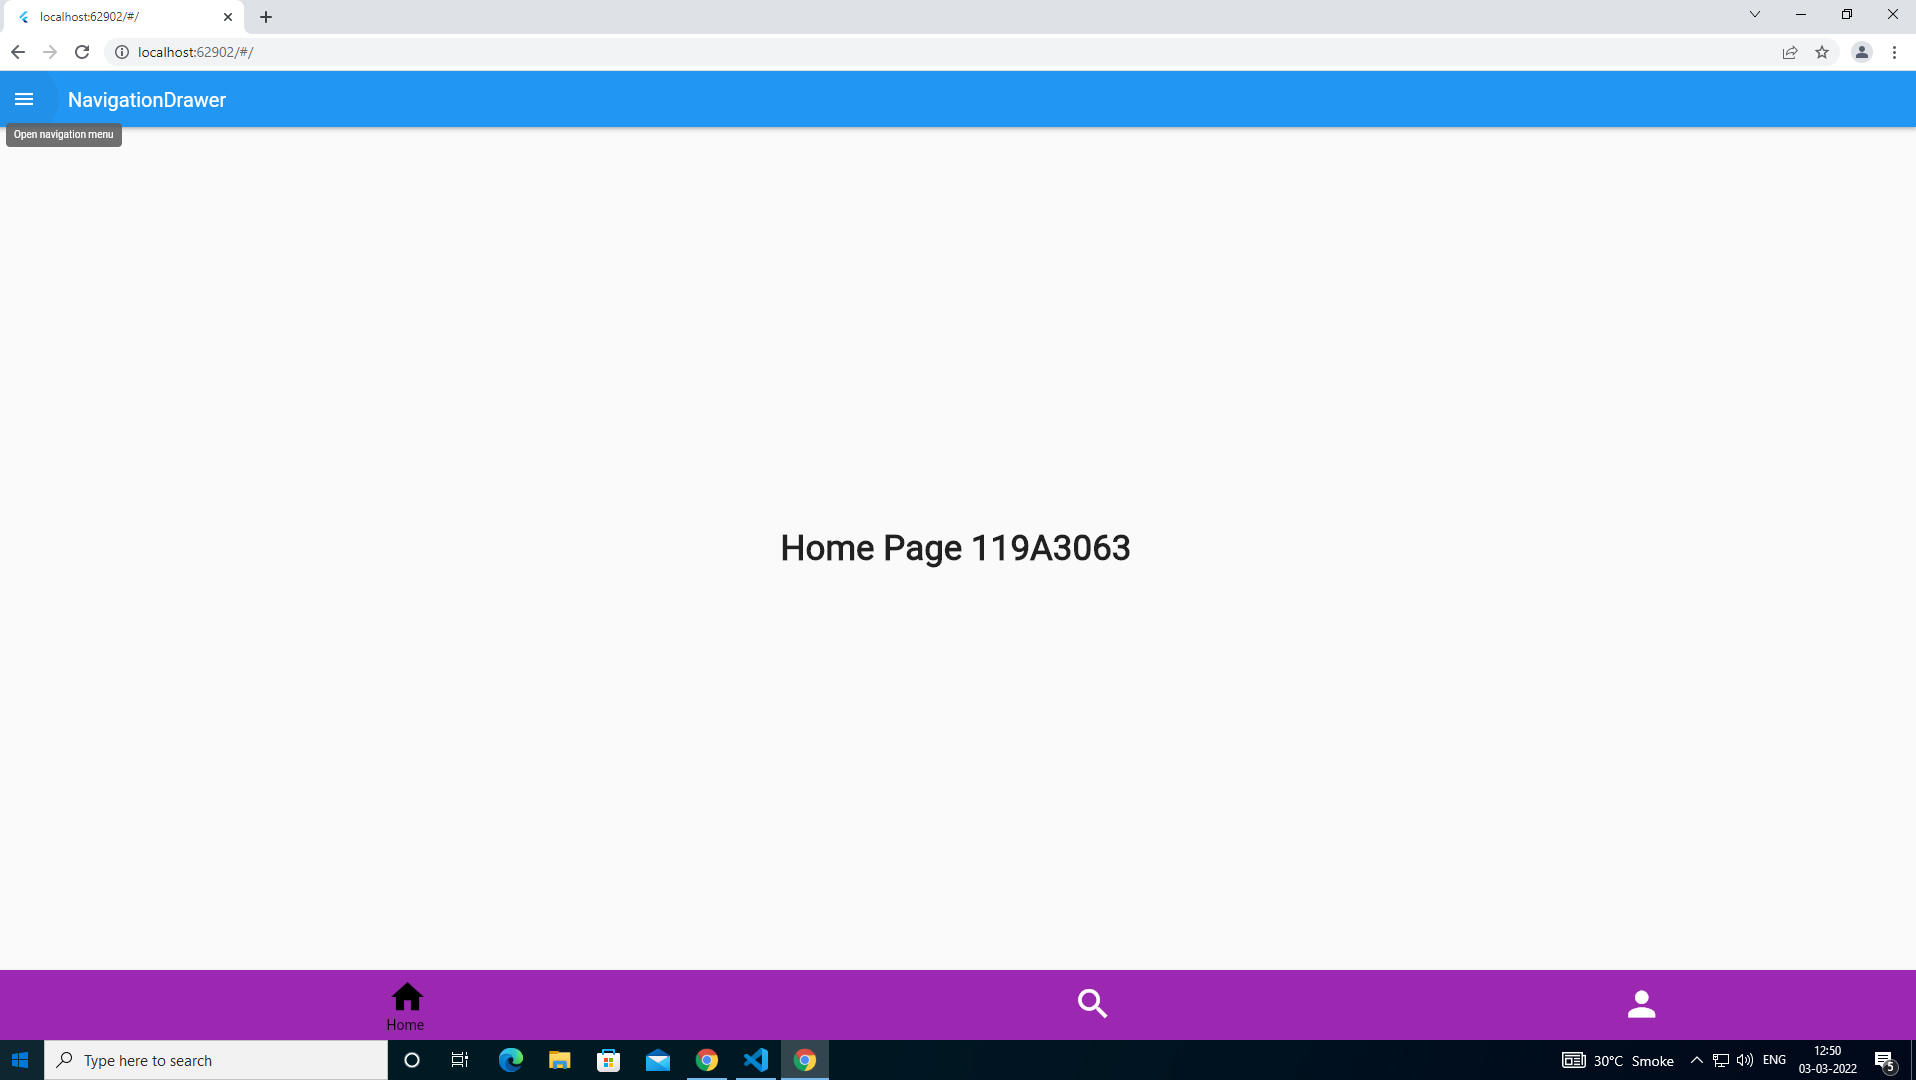 localhost:62902/#/
localhost:62902/#/
NavigationDrawer
Open navigation menu
Home Page 119A3063
Home
Type here to search
30°C Smoke
ENG
12:50
03-03-2022
5